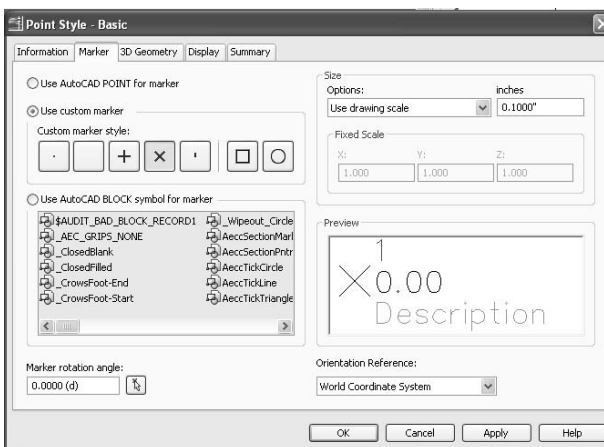 Point Style - Basic
Information Marker 3D Geometry Display Summary
Use AutoCAD POINT for marker
Use custom marker
Custom marker style:
Use AutoCAD BLOCK symbol for marker
$AUDIT_BAD_BLOCK_RECORD1 _Wipeout_Circle
_AEC_GRIPS_NONE AeccSectionMarl
_ClosedBlank AeccSectionPntr
_ClosedFilled AeccTickCircle
_CrowsFoot-End AeccTickLine
_CrowsFoot-Start AeccTickTriangle
Marker rotation angle:
0.0000 (d)
Size
Options: inches
Use drawing scale 0.1000"
Fixed Scale
X: Y: Z:
1.000 1.000 1.000
Preview
1
0.00
Description
Orientation Reference:
World Coordinate System
OK Cancel Apply Help